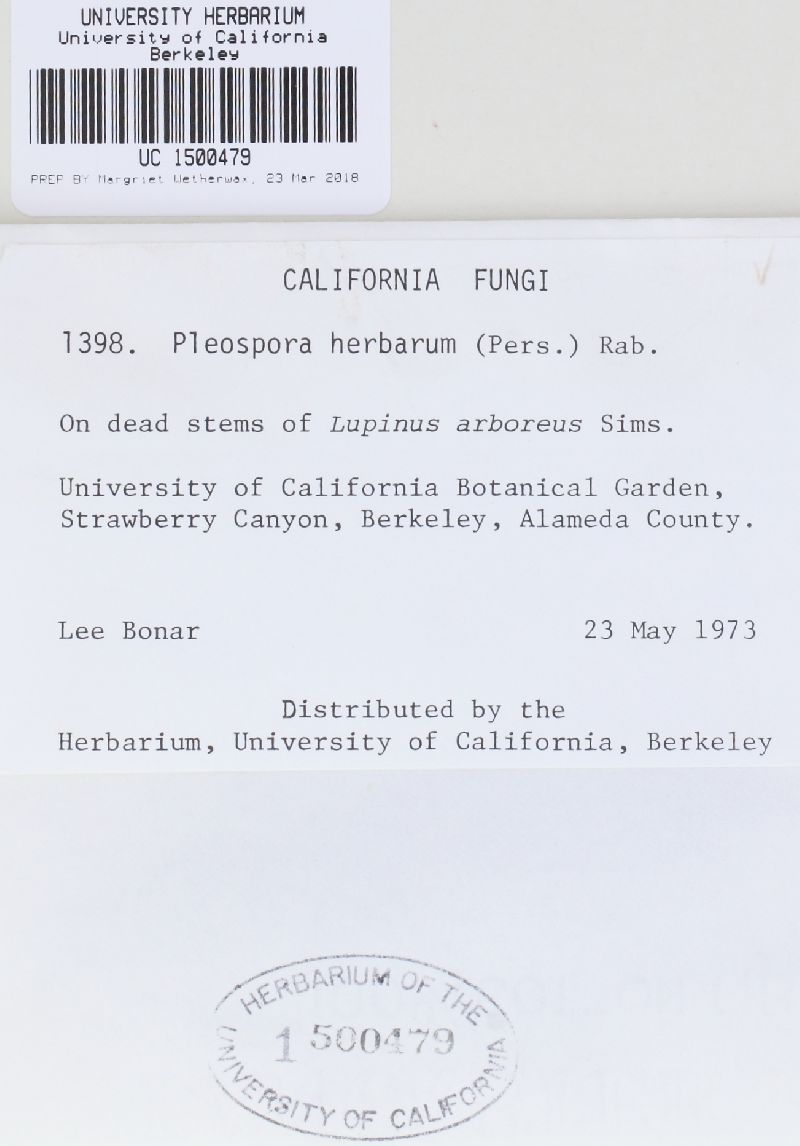 UNIVERSITY HERBARIUM
University of California
Berkeley
UC 1500479
PREP BY Margriet Wetherwax, 23 Mar 2018
CALIFORNIA FUNGI
1398. Pleospora herbarum (Pers.) Rab.
On dead stems of Lupinus arboreus Sims.
University of California Botanical Garden,
Strawberry Canyon, Berkeley, Alameda County.
Lee Bonar 23 May 1973
Distributed by the
Herbarium, University of California, Berkeley
HERBARIUM OF THE
1500479
UNIVERSITY OF CALIFORNIA